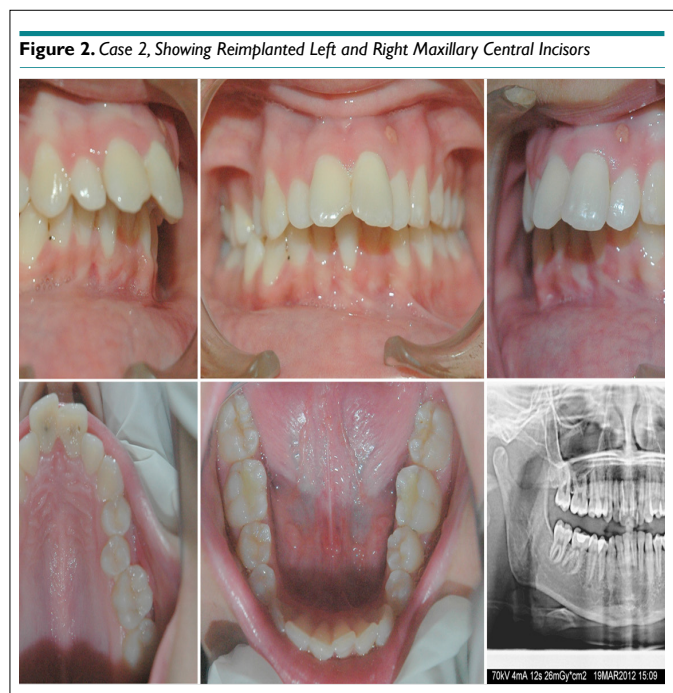 Figure 2. Case 2, Showing Reimplanted Left and Right Maxillary Central Incisors
70kV 4mA 12s 26mGy*cm2 19MAR2012 15:09